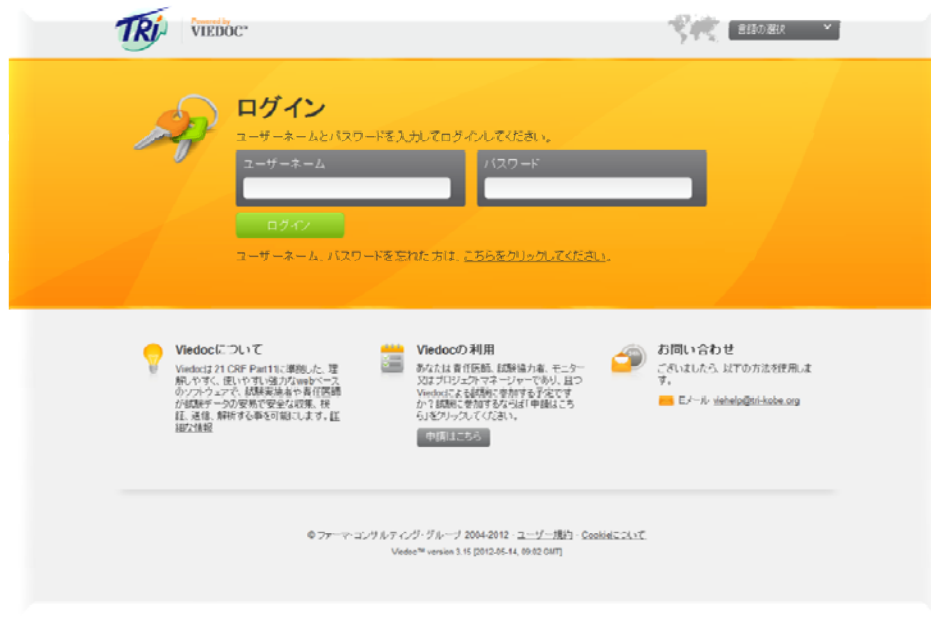 TRi Powered by
VIEDOC™
言語の選択
ログイン
ユーザーネームとパスワードを入力してログインしてください。
ユーザーネーム
パスワード
ログイン
ユーザーネーム、パスワードを忘れた方は、こちらをクリックしてください。
Viedocについて
Viedocは 21 CRF Part11に準拠した、理
解しやすく、使いやすい強力なwebベース
のソフトウェアで、試験実施者や責任医師
が試験データの安易で安全な収集、検
証、送信、解析する事を可能にします。詳
細な情報
Viedocの利用
あなたは責任医師、試験協力者、モニター
又はプロジェクトマネージャーであり、且つ
Viedocによる試験に参加する予定です
か？試験に参加するならば「申請はこち
ら」をクリックしてください。
申請はこちら
お問い合わせ
ございましたら、以下の方法を使用しま
す。
Eメール viehelp@tri-kobe.org
© ファーマ・コンサルティング・グループ 2004-2012 · ユーザー規約 · Cookieについて
Viedoc™ version 3.15 [2012-05-14, 09:02 GMT]